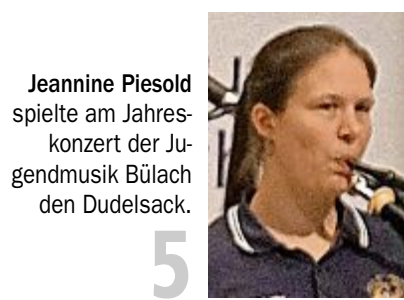 Jeannine Piesold
spielte am Jahres-
konzert der Ju-
gendmusik Bülach
den Dudelsack.
5